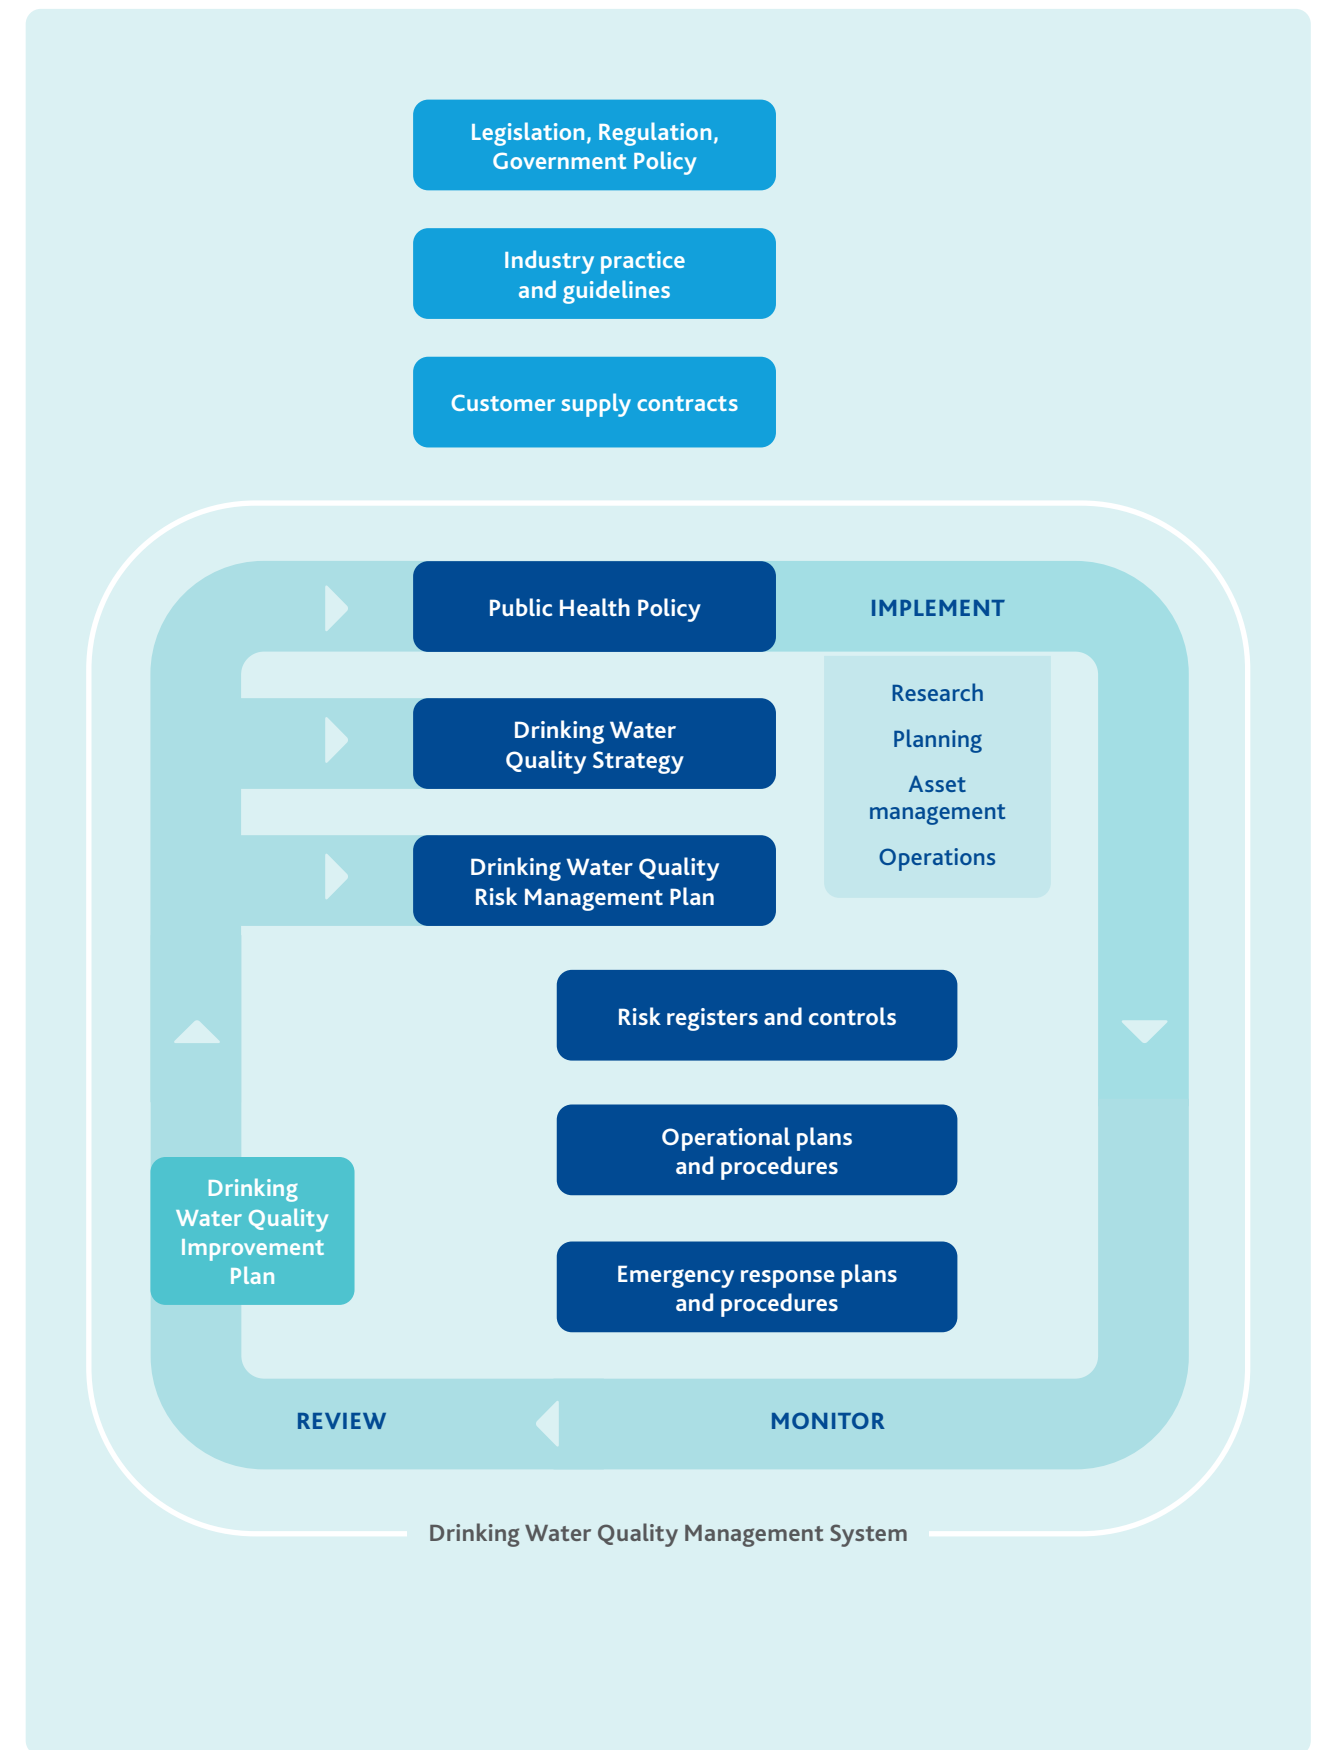 Legislation, Regulation,
Government Policy
Industry practice
and guidelines
Customer supply contracts
Public Health Policy
IMPLEMENT
Research
Planning
Asset
management
Operations
Drinking Water
Quality Strategy
Drinking Water Quality
Risk Management Plan
Risk registers and controls
Operational plans
and procedures
Drinking
Water Quality
Improvement
Plan
Emergency response plans
and procedures
REVIEW
MONITOR
Drinking Water Quality Management System